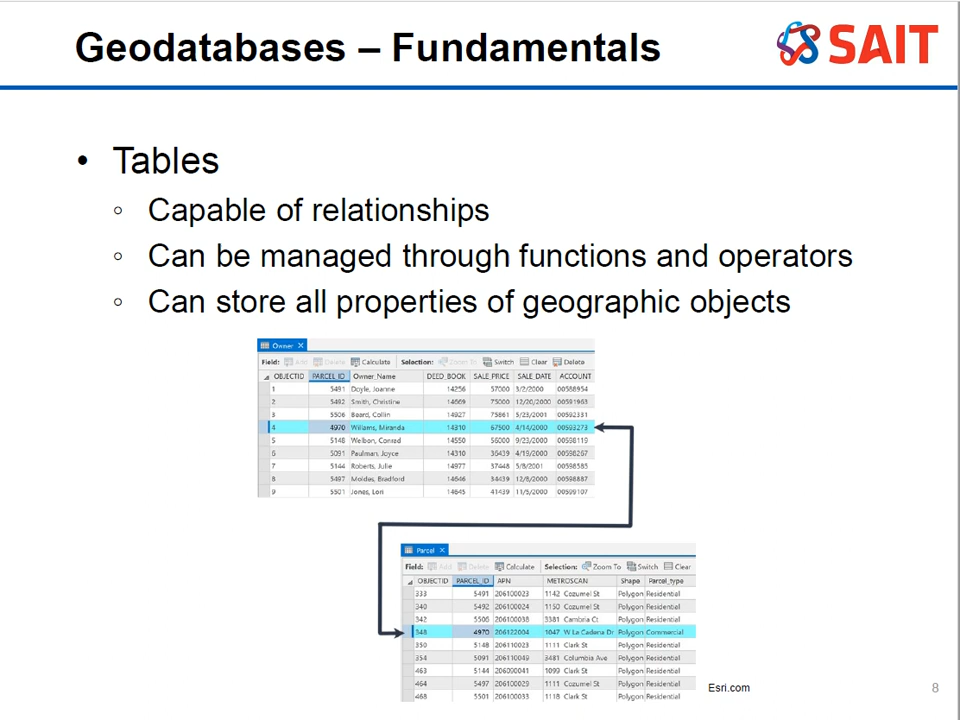 Geodatabases – Fundamentals
SAIT
• Tables
◦ Capable of relationships
◦ Can be managed through functions and operators
◦ Can store all properties of geographic objects
Owner ✕
Field: Add Delete Calculate Selection: Zoom To Switch Clear Delete
OBJECTID PARCEL_ID Owner_Name DEED_BOOK SALE_PRICE SALE_DATE ACCOUNT
1 5491 Doyle, Joanne 14256 57000 3/2/2000 00588954
2 5492 Smith, Christine 14669 75000 12/20/2000 00591963
3 5506 Beard, Collin 14927 75861 5/23/2001 00592331
4 4970 Willams, Miranda 14310 67500 4/14/2000 00593273
5 5148 Welbon, Conrad 14550 56000 9/23/2000 00598119
6 5091 Paulman, Joyce 14310 36439 4/19/2000 00598267
7 5144 Roberts, Julie 14977 37448 5/8/2001 00598585
8 5497 Moldes, Bradford 14646 34439 12/8/2000 00598887
9 5501 Jones, Lori 14645 41439 11/5/2000 00599107
Parcel ✕
Field: Add Delete Calculate Selection: Zoom To Switch Clear
OBJECTID PARCEL_ID APN METROSCAN Shape Parcel_type
333 5491 206100023 1142 Cozumel St Polygon Residential
340 5492 206100024 1150 Cozumel St Polygon Residential
342 5506 206100038 3381 Cambria Ct Polygon Residential
348 4970 206122004 1047 W La Cadena Dr Polygon Commercial
350 5148 206110023 1111 Clark St Polygon Residential
354 5091 206110049 3481 Columbia Ave Polygon Residential
463 5144 206090041 1099 Clark St Polygon Residential
464 5497 206100029 1111 Cozumel St Polygon Residential
468 5501 206100033 1118 Clark St Polygon Residential
Esri.com
8